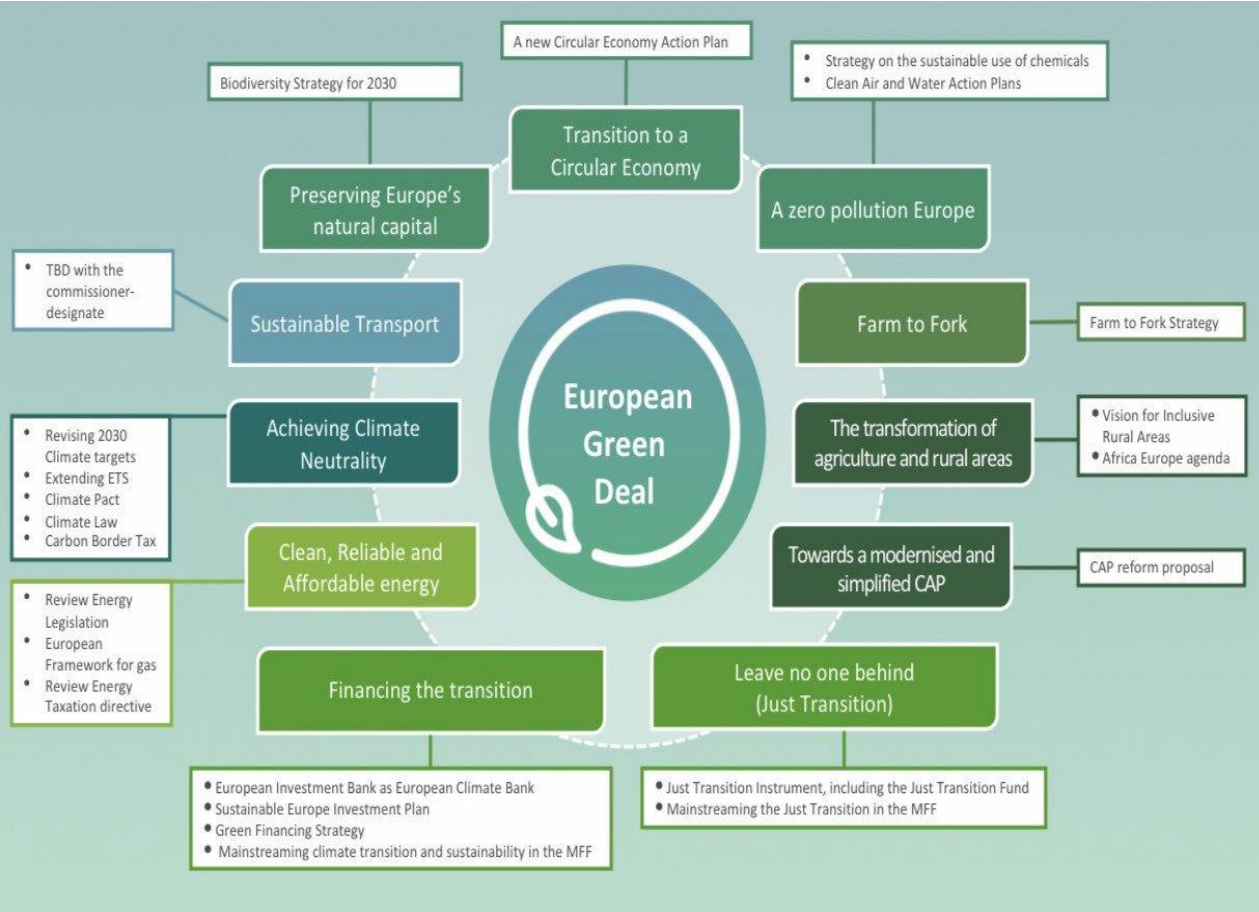 A new Circular Economy Action Plan
Biodiversity Strategy for 2030
• Strategy on the sustainable use of chemicals
• Clean Air and Water Action Plans
Transition to a
Circular Economy
Preserving Europe's
natural capital
A zero pollution Europe
• TBD with the
commissioner-
designate
Sustainable Transport
Farm to Fork
Farm to Fork Strategy
European
Green
Deal
• Revising 2030
Climate targets
• Extending ETS
• Climate Pact
• Climate Law
• Carbon Border Tax
Achieving Climate
Neutrality
The transformation of
agriculture and rural areas
• Vision for Inclusive
Rural Areas
• Africa Europe agenda
Clean, Reliable and
Affordable energy
Towards a modernised and
simplified CAP
CAP reform proposal
• Review Energy
Legislation
• European
Framework for gas
• Review Energy
Taxation directive
Financing the transition
Leave no one behind
(Just Transition)
• European Investment Bank as European Climate Bank
• Sustainable Europe Investment Plan
• Green Financing Strategy
• Mainstreaming climate transition and sustainability in the MFF
• Just Transition Instrument, including the Just Transition Fund
• Mainstreaming the Just Transition in the MFF